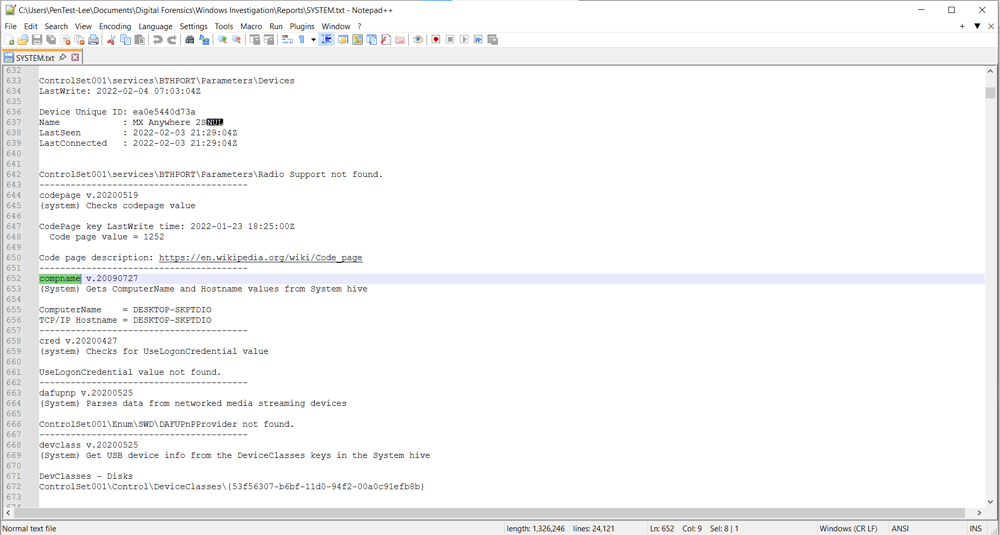 C:\Users\PenTest-Lee\Documents\Digital Forensics\Windows Investigation\Reports\SYSTEM.txt - Notepad++
File Edit Search View Encoding Language Settings Tools Macro Run Plugins Window ?
SYSTEM.txt
632
633 ControlSet001\services\BTHPORT\Parameters\Devices
634 LastWrite: 2022-02-04 07:03:04Z
635
636 Device Unique ID: ea0e5440d73a
637 Name : MX Anywhere 2SNUL
638 LastSeen : 2022-02-03 21:29:04Z
639 LastConnected : 2022-02-03 21:29:04Z
640
641
642 ControlSet001\services\BTHPORT\Parameters\Radio Support not found.
643 ----------------------------------------
644 codepage v.20200519
645 (system) Checks codepage value
646
647 CodePage key LastWrite time: 2022-01-23 18:25:00Z
648 Code page value = 1252
649
650 Code page description: https://en.wikipedia.org/wiki/Code_page
651 ----------------------------------------
652 compname v.20090727
653 (System) Gets ComputerName and Hostname values from System hive
654
655 ComputerName = DESKTOP-SKPTDIO
656 TCP/IP Hostname = DESKTOP-SKPTDIO
657 ----------------------------------------
658 cred v.20200427
659 (system) Checks for UseLogonCredential value
660
661 UseLogonCredential value not found.
662 ----------------------------------------
663 dafupnp v.20200525
664 (System) Parses data from networked media streaming devices
665
666 ControlSet001\Enum\SWD\DAFUPnPProvider not found.
667 ----------------------------------------
668 devclass v.20200525
669 (System) Get USB device info from the DeviceClasses keys in the System hive
670
671 DevClasses - Disks
672 ControlSet001\Control\DeviceClasses\{53f56307-b6bf-11d0-94f2-00a0c91efb8b}
673
674
Normal text file length: 1,326,246 lines: 24,121 Ln: 652 Col: 9 Sel: 8 | 1 Windows (CR LF) ANSI INS